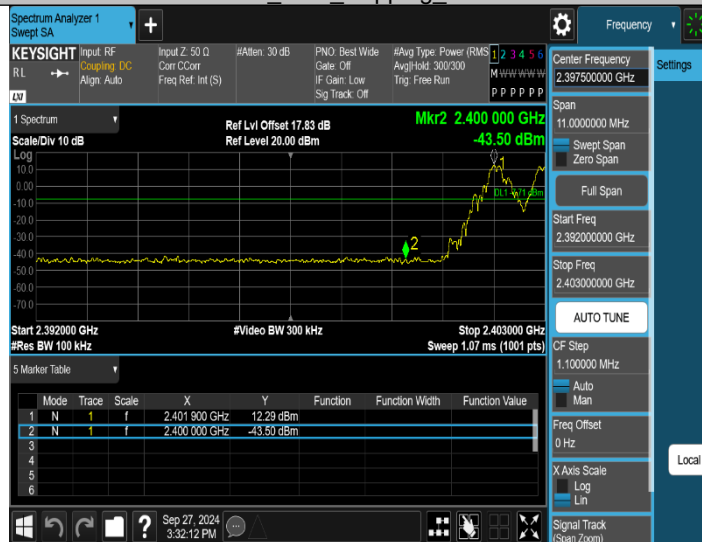 Spectrum Analyzer 1
Swept SA
Frequency
KEYSIGHT
RL
LXI
Input: RF
Coupling: DC
Align: Auto
Input Z: 50 Ω
Corr CCorr
Freq Ref: Int (S)
#Atten: 30 dB
PNO: Best Wide
Gate: Off
IF Gain: Low
Sig Track: Off
#Avg Type: Power (RMS
Avg|Hold: 300/300
Trig: Free Run
1 2 3 4 5 6
M W W W W W
P P P P P P
1 Spectrum
Scale/Div 10 dB
Ref Lvl Offset 17.83 dB
Ref Level 20.00 dBm
Mkr2 2.400 000 GHz
-43.50 dBm
Log
10.0
0.00
-10.0
-20.0
-30.0
-40.0
-50.0
-60.0
-70.0
1
2
Start 2.392000 GHz
#Res BW 100 kHz
#Video BW 300 kHz
Stop 2.403000 GHz
Sweep 1.07 ms (1001 pts)
5 Marker Table
Mode Trace Scale X Y Function Function Width Function Value
1 N 1 f 2.401 900 GHz 12.29 dBm
2 N 1 f 2.400 000 GHz -43.50 dBm
3
4
5
6
Sep 27, 2024
3:32:12 PM
Center Frequency
2.397500000 GHz
Span
11.0000000 MHz
Swept Span
Zero Span
Full Span
Start Freq
2.392000000 GHz
Stop Freq
2.403000000 GHz
AUTO TUNE
CF Step
1.100000 MHz
Auto
Man
Freq Offset
0 Hz
X Axis Scale
Log
Lin
Signal Track
(Span Zoom)
Settings
Local